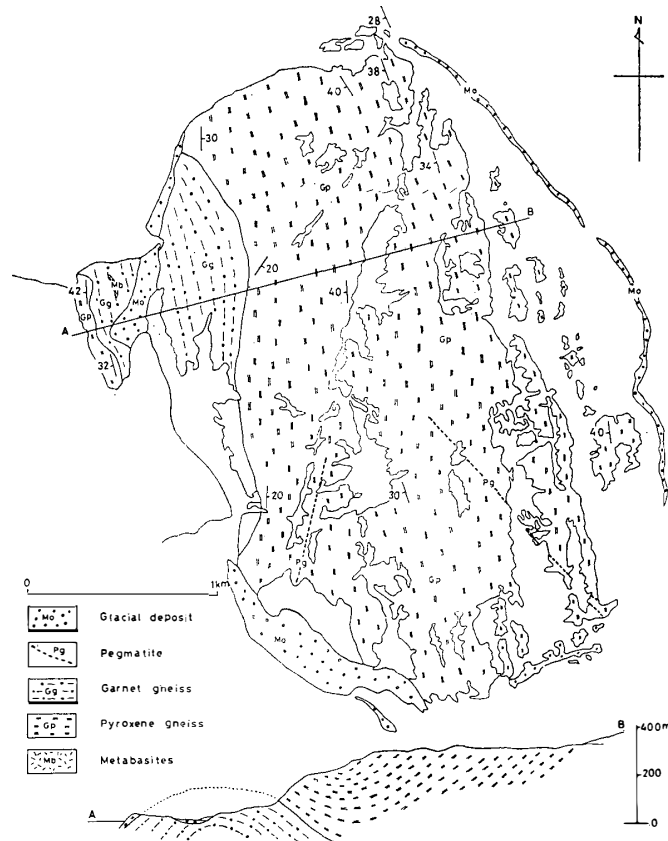 28
N
38
40
Mo
30
34
Gp
B
Gg
20
42
Mb
Gg
Mo
40
Gp
A
Gp
32
Mo
40
Pg
20
30
Pg
Gp
0
1km
Mo
Mo
Glacial deposit
Pg
Pegmatite
Gg
Garnet gneiss
Gp
Pyroxene gneiss
Mb
Metabasites
B
400m
200
A
0